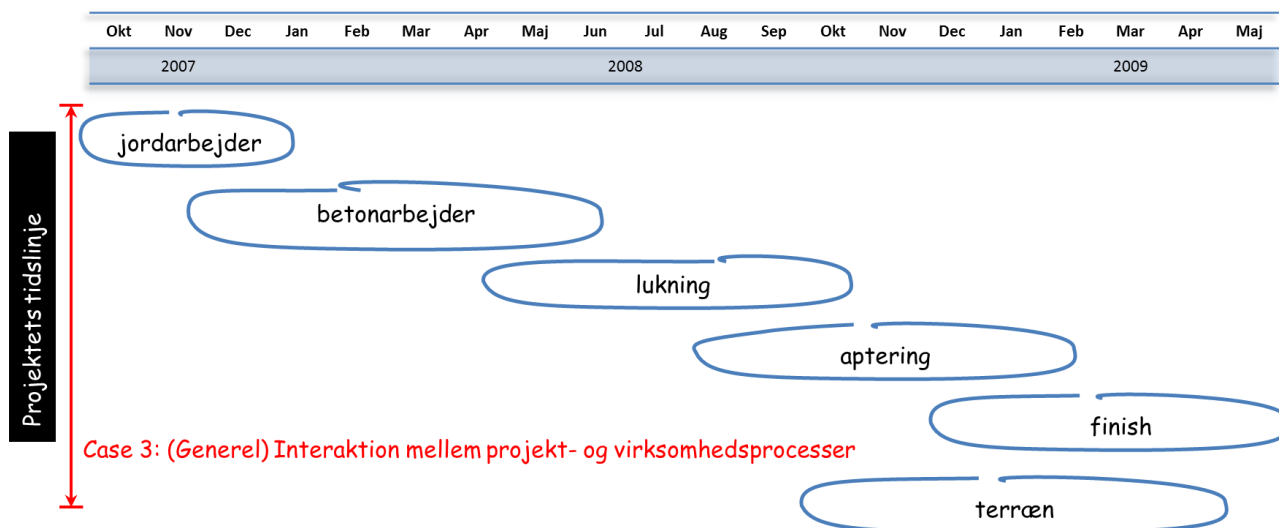 Okt Nov Dec Jan Feb Mar Apr Maj Jun Jul Aug Sep Okt Nov Dec Jan Feb Mar Apr Maj
2007 2008 2009
Projektets tidslinje
jordarbejder
betonarbejder
lukning
aptering
finish
Case 3: (Generel) Interaktion mellem projekt- og virksomhedsprocesser
terræn